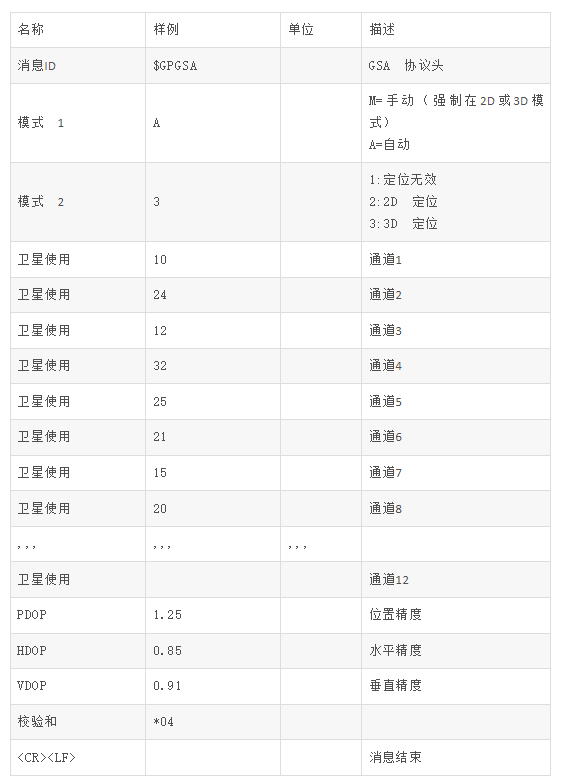 名称 样例 单位 描述
消息ID $GPGSA GSA 协议头
模式 1 A M=手动（强制在2D或3D模
式）
A=自动
模式 2 3 1:定位无效
2:2D 定位
3:3D 定位
卫星使用 10 通道1
卫星使用 24 通道2
卫星使用 12 通道3
卫星使用 32 通道4
卫星使用 25 通道5
卫星使用 21 通道6
卫星使用 15 通道7
卫星使用 20 通道8
,,, ,,, ,,,
卫星使用 通道12
PDOP 1.25 位置精度
HDOP 0.85 水平精度
VDOP 0.91 垂直精度
校验和 *04
<CR><LF> 消息结束